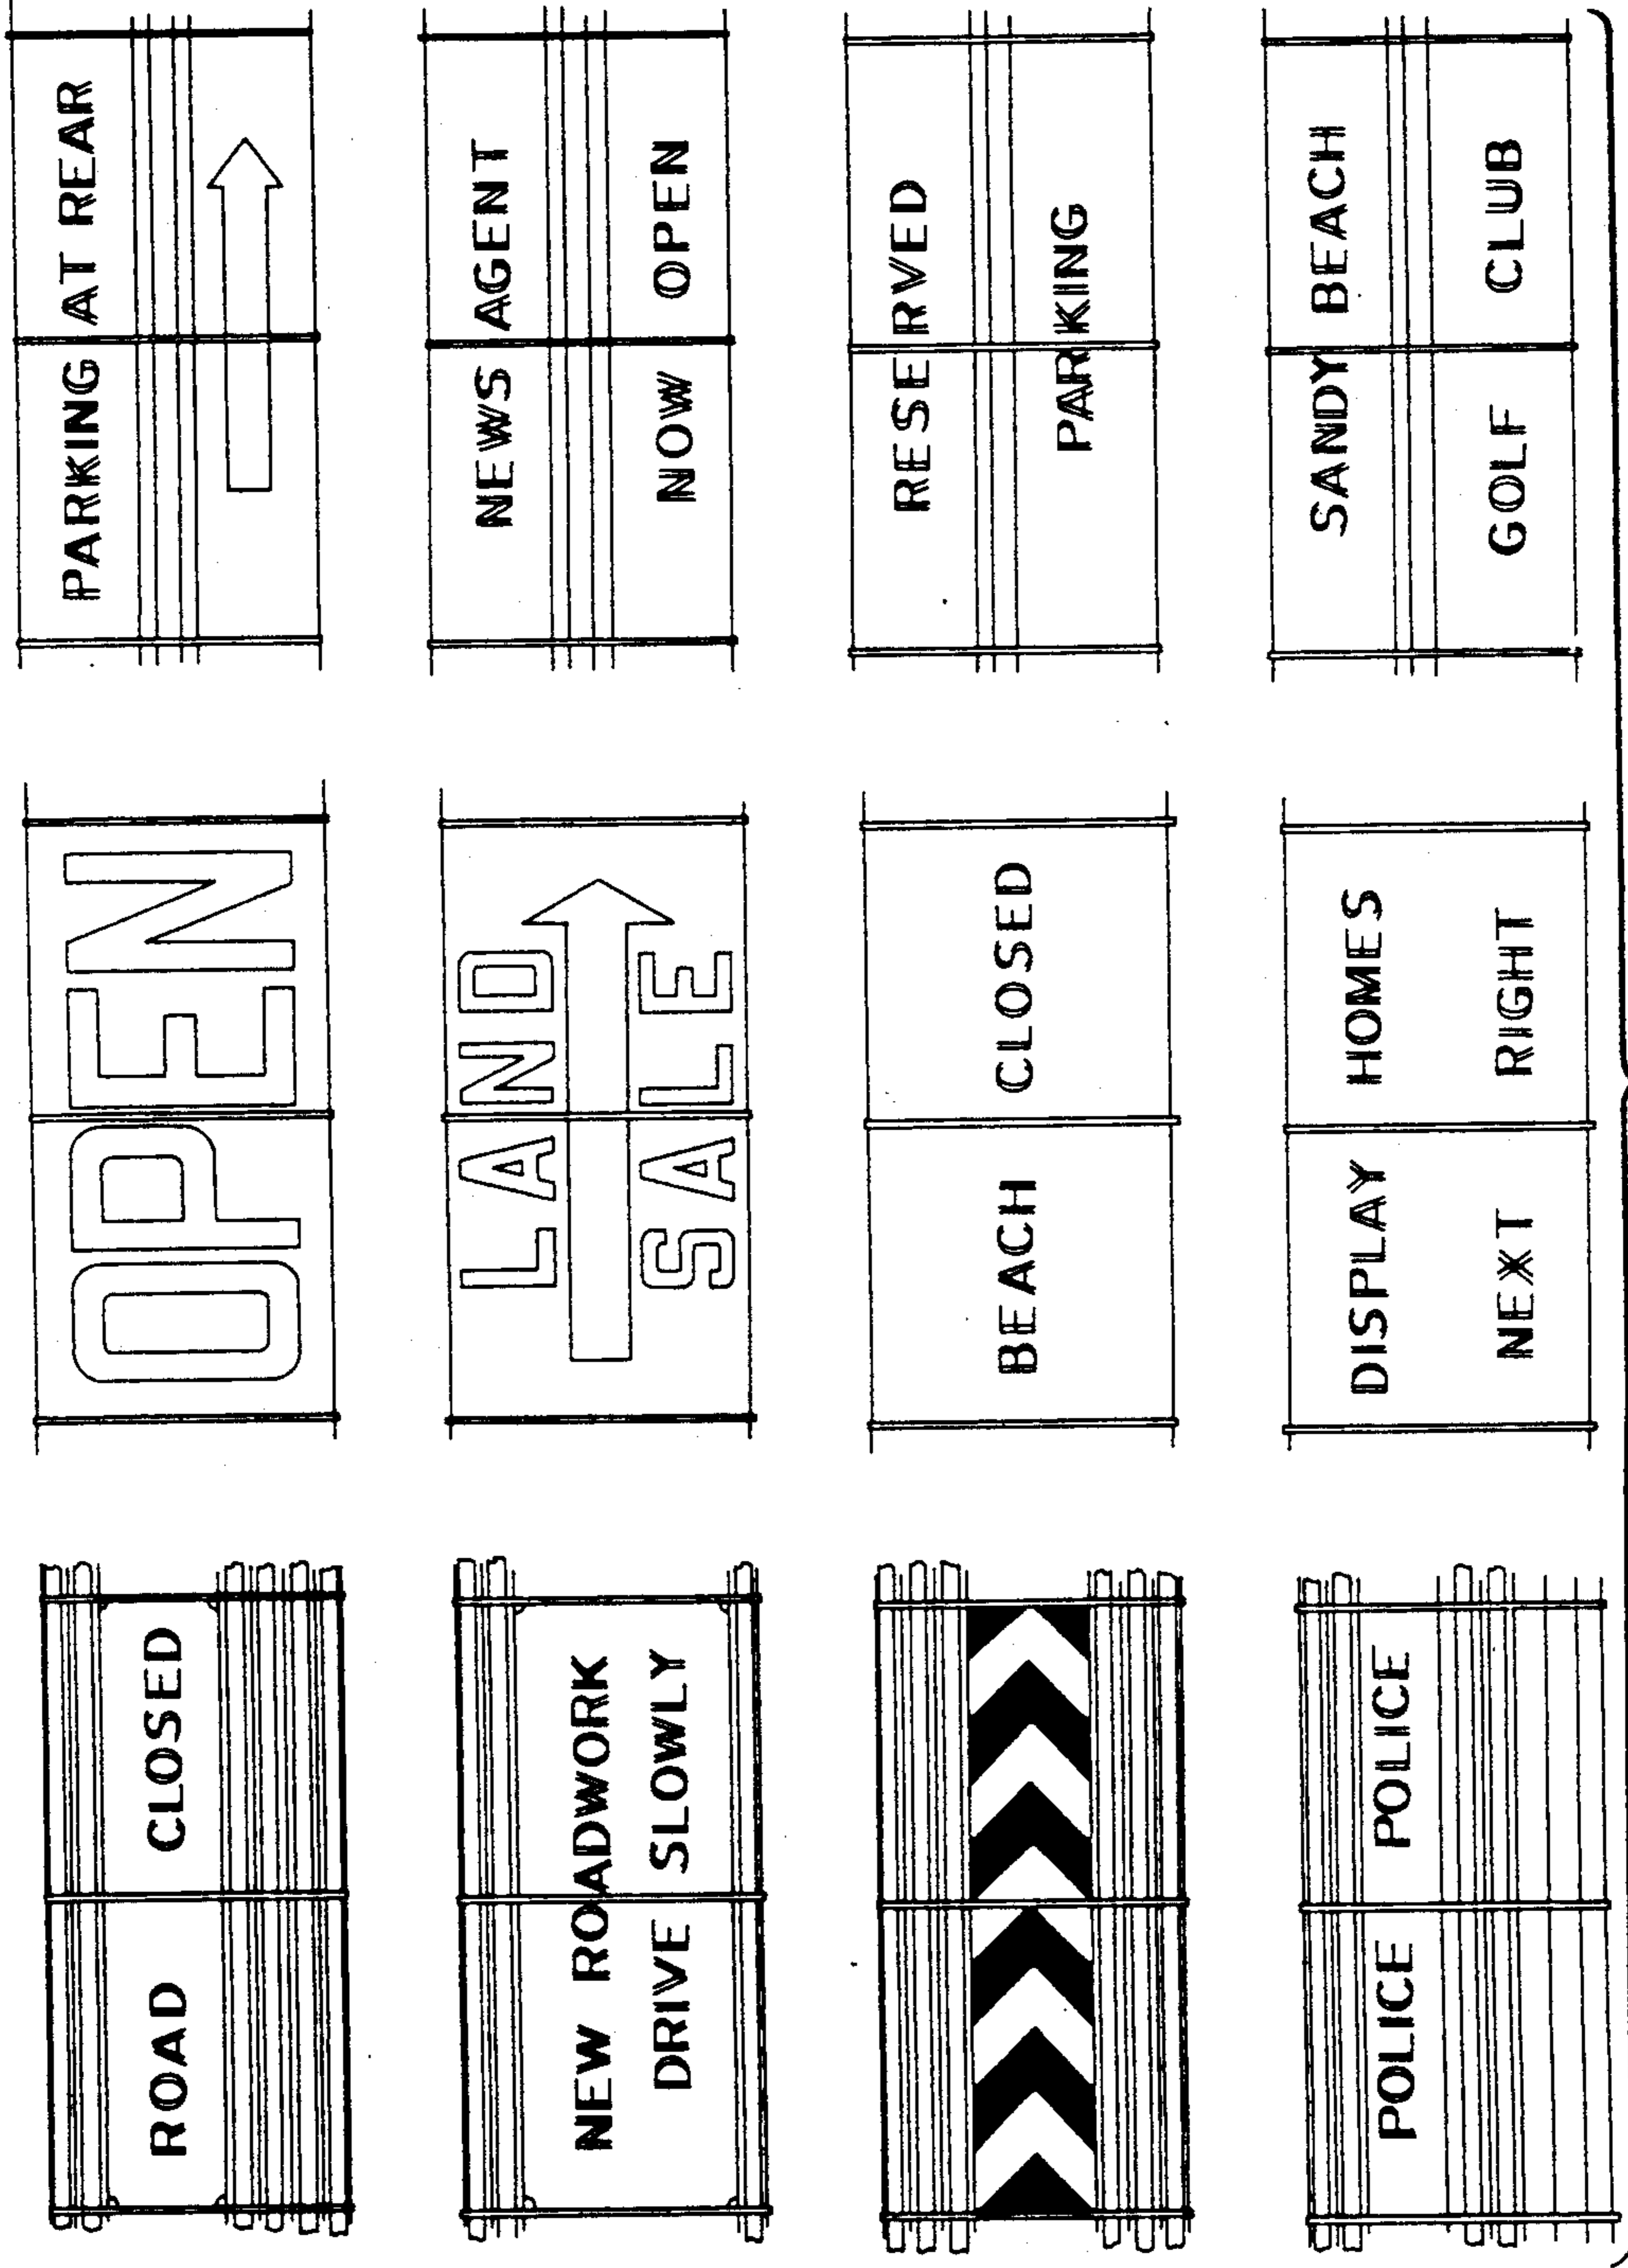 ROAD CLOSED
OPEN
PARKING AT REAR
NEW ROADWORK
DRIVE SLOWLY
LAND
SALE
NEWS AGENT
NOW OPEN
BEACH CLOSED
RESERVED
PARKING
POLICE POLICE
DISPLAY HOMES
NEXT RIGHT
SANDY BEACH
GOLF CLUB